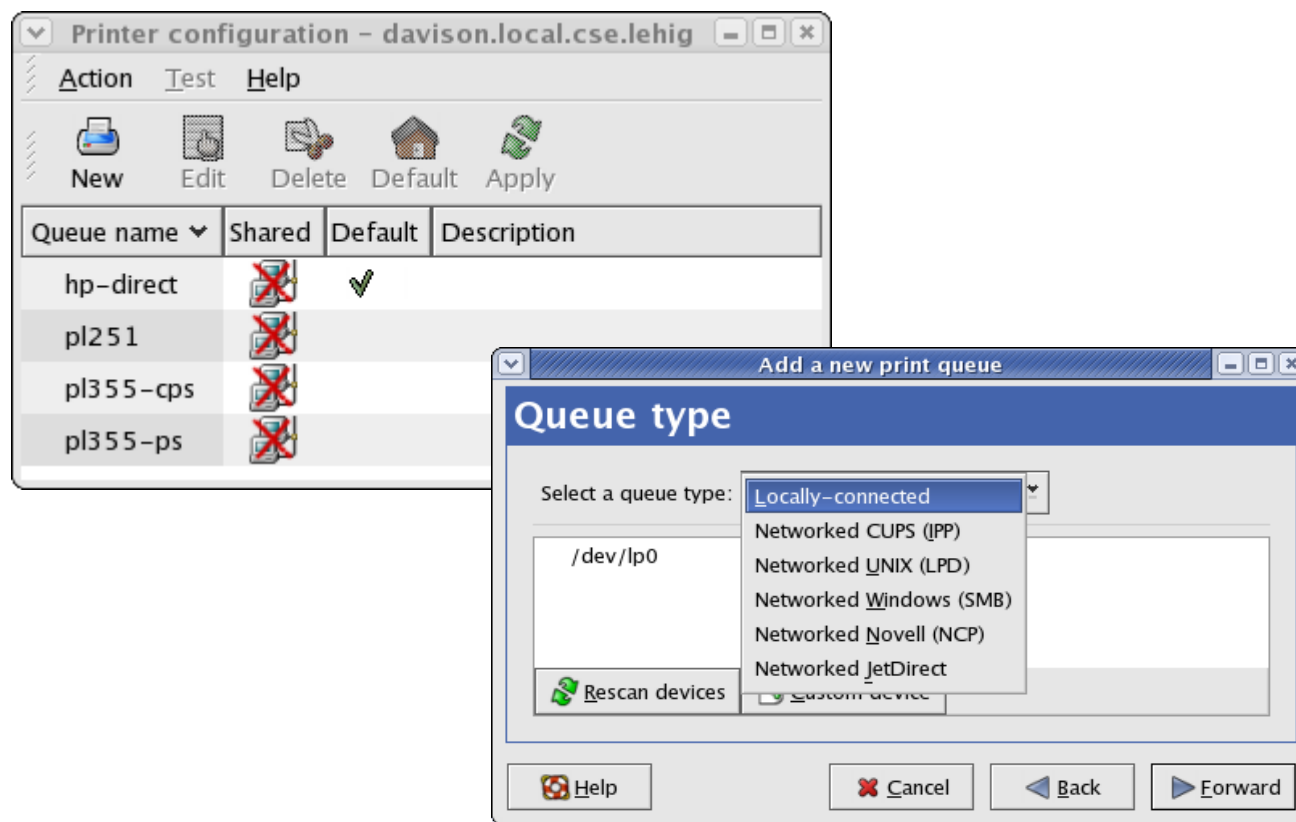 Printer configuration - davison.local.cse.lehig
Action Test Help
New Edit Delete Default Apply
Queue name Shared Default Description
hp-direct
pl251
pl355-cps
pl355-ps
Add a new print queue
Queue type
Select a queue type:
Locally-connected
Networked CUPS (IPP)
Networked UNIX (LPD)
Networked Windows (SMB)
Networked Novell (NCP)
Networked JetDirect
/dev/lp0
Rescan devices Custom device
Help Cancel Back Forward